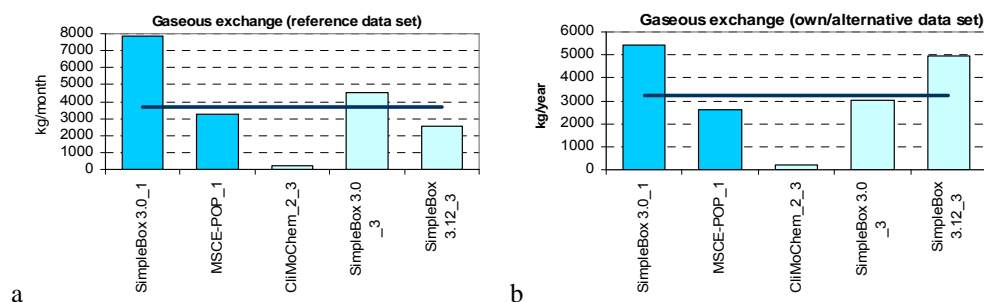 Gaseous exchange (reference data set)
8000
7000
6000
5000
4000
3000
2000
1000
0
kg/month
SimpleBox 3.0_1
MSCE-POP_1
CliMoChem_2_3
SimpleBox 3.0
_3
SimpleBox
3.12_3
a
Gaseous exchange (own/alternative data set)
6000
5000
4000
3000
2000
1000
0
kg/year
SimpleBox 3.0_1
MSCE-POP_1
CliMoChem_2_3
SimpleBox 3.0
_3
SimpleBox
3.12_3
b